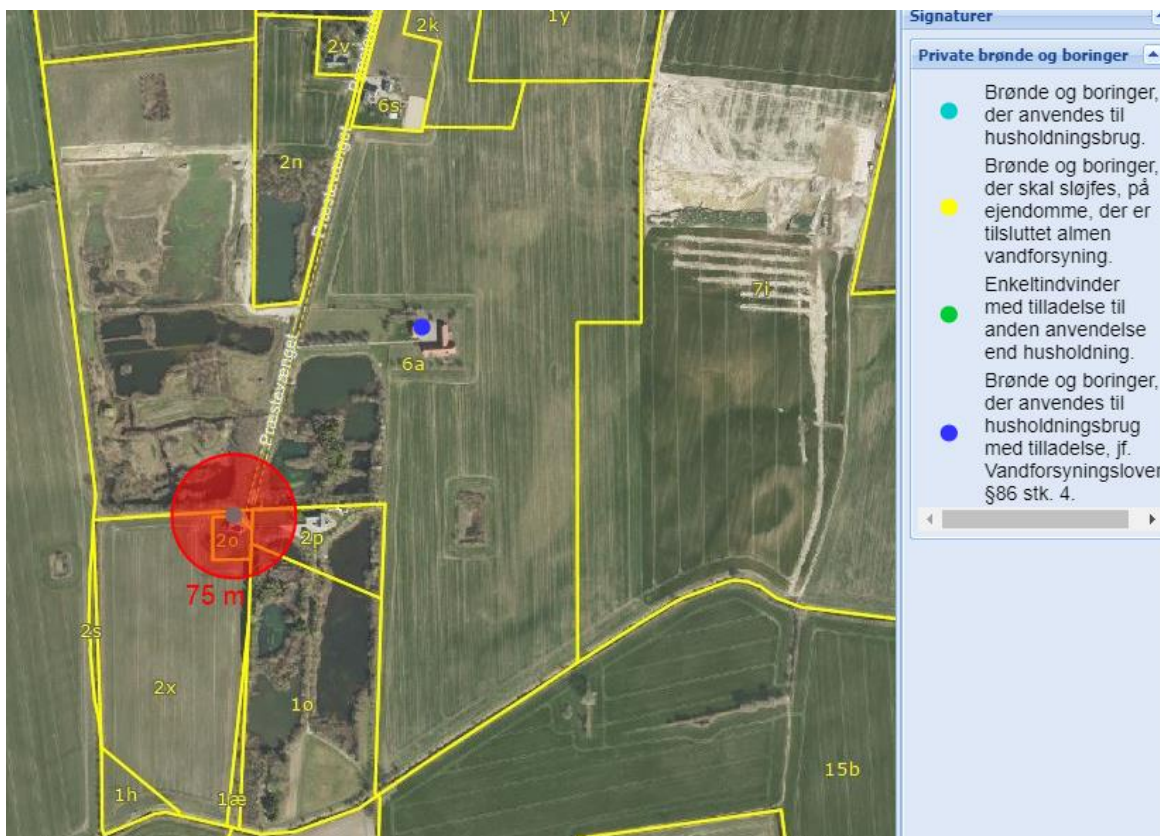 1y
2k
2v
6s
2n
Præstevænget
6a
7i
Præstevænget
2o
2p
75 m
2s
2x
1ø
15b
1h
1æ
Signaturer
Private brønde og boringer
Brønde og boringer,
der anvendes til
husholdningsbrug.
Brønde og boringer,
der skal sløjfes, på
ejendomme, der er
tilsluttet almen
vandforsyning.
Enkeltindvinder
med tilladelse til
anden anvendelse
end husholdning.
Brønde og boringer,
der anvendes til
husholdningsbrug
med tilladelse, jf.
Vandforsyningslover
§86 stk. 4.